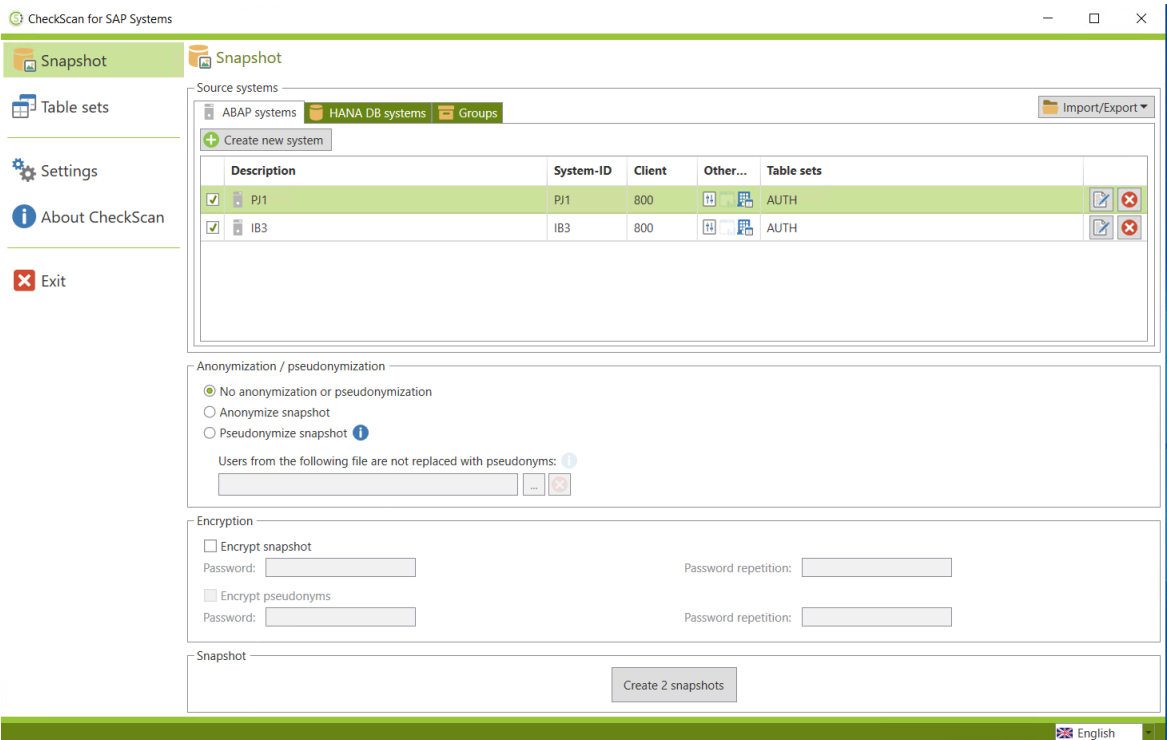 CheckScan for SAP Systems
Snapshot
Table sets
Settings
About CheckScan
Exit
Snapshot
Source systems
ABAP systems HANA DB systems Groups Import/Export
Create new system
Description System-ID Client Other... Table sets
PJ1 PJ1 800 AUTH
IB3 IB3 800 AUTH
Anonymization / pseudonymization
No anonymization or pseudonymization
Anonymize snapshot
Pseudonymize snapshot
Users from the following file are not replaced with pseudonyms:
...
Encryption
Encrypt snapshot
Password: Password repetition:
Encrypt pseudonyms
Password: Password repetition:
Snapshot
Create 2 snapshots
English